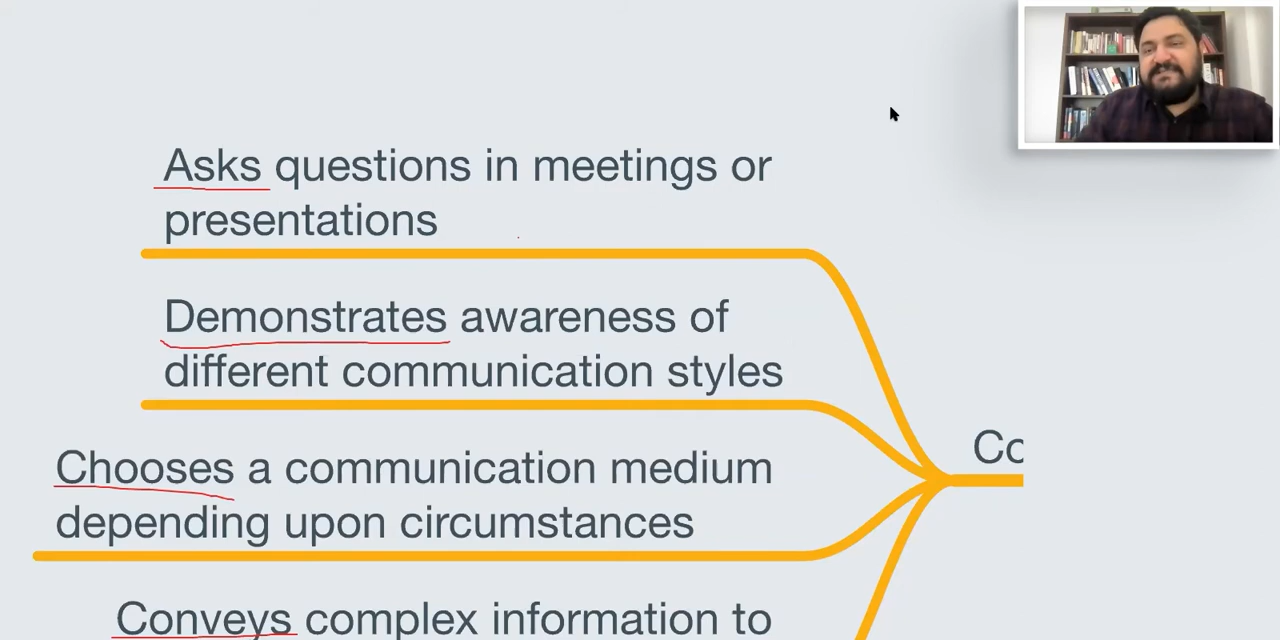 Asks questions in meetings or
presentations
Demonstrates awareness of
different communication styles
Chooses a communication medium
depending upon circumstances
Conveys complex information to
Co